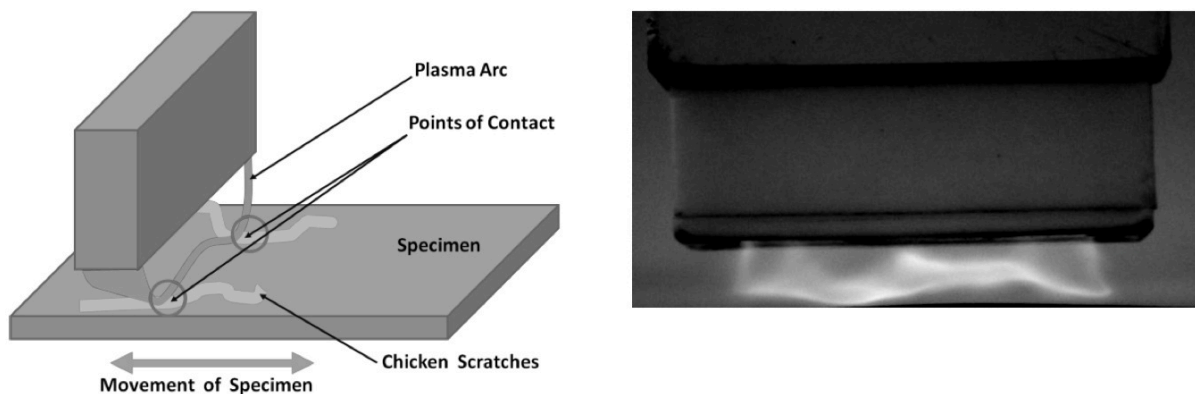 Plasma Arc
Points of Contact
Specimen
Chicken Scratches
Movement of Specimen